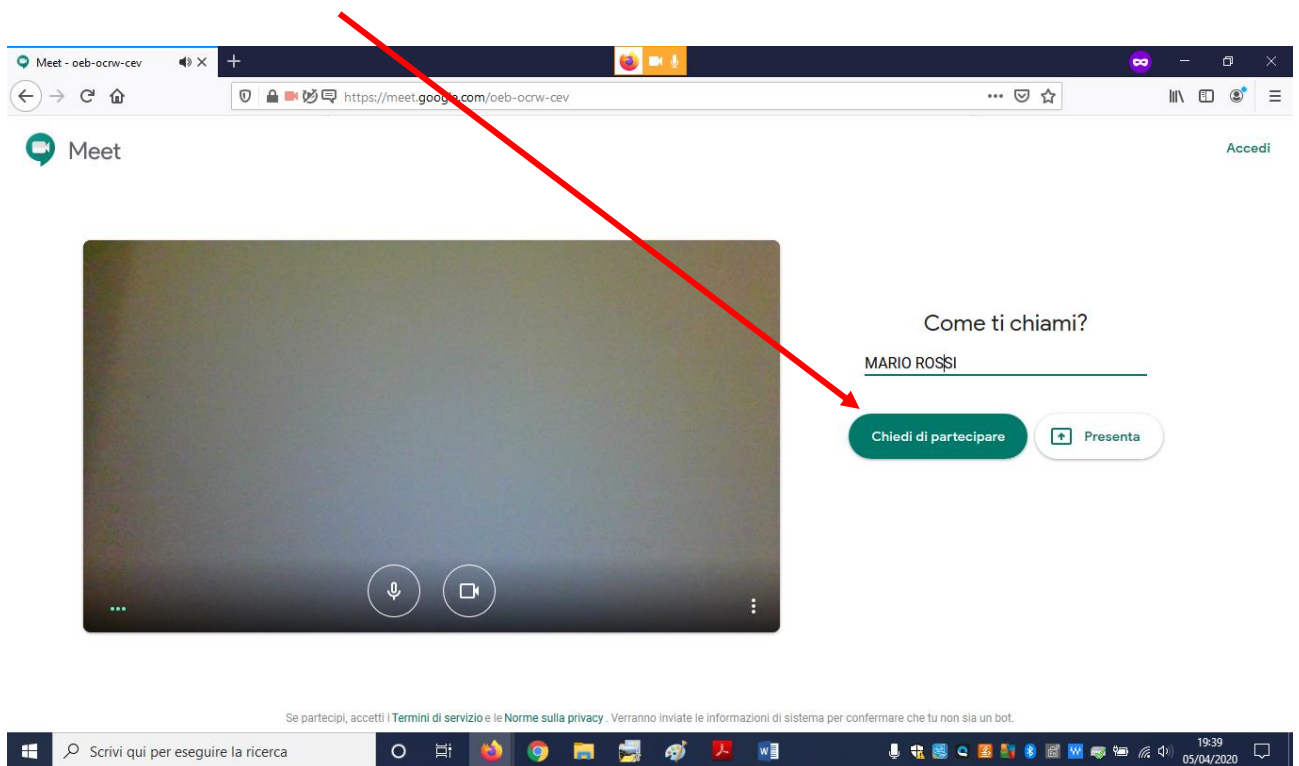 Meet - oeb-ocrw-cev
https://meet.google.com/oeb-ocrw-cev
Meet
Accedi
Come ti chiami?
MARIO ROSSI
Chiedi di partecipare
Presenta
Se partecipi, accetti i Termini di servizio e le Norme sulla privacy. Verranno inviate le informazioni di sistema per confermare che tu non sia un bot.
Scrivi qui per eseguire la ricerca
19:39
05/04/2020